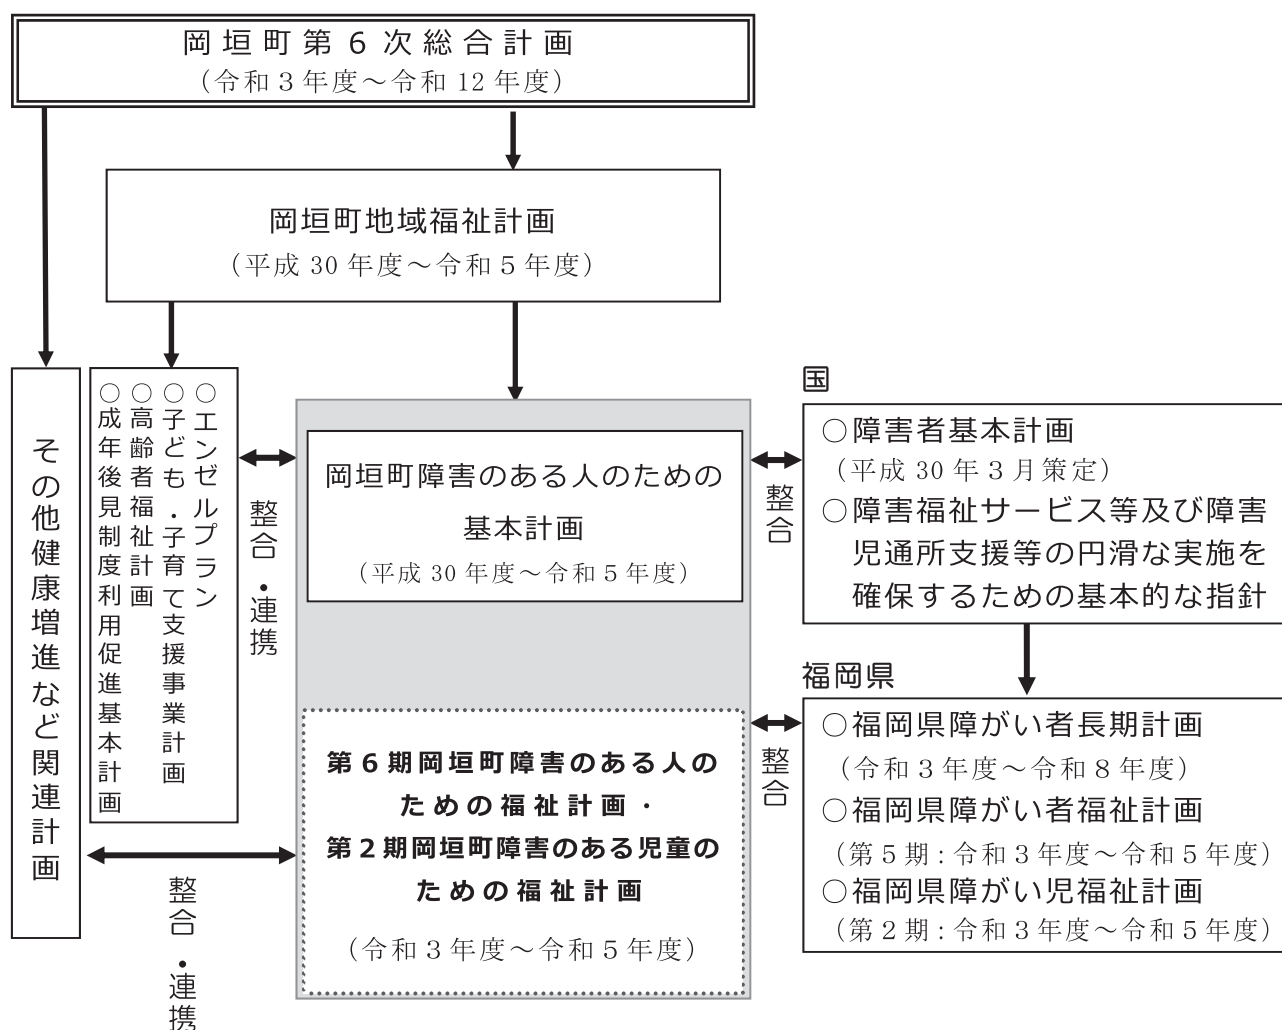 岡垣町第６次総合計画
（令和３年度～令和 12 年度）
岡垣町地域福祉計画
（平成 30 年度～令和５年度）
その他健康増進など関連計画
○エンゼルプラン
○子ども・子育て支援事業計画
○高齢者福祉計画
○成年後見制度利用促進基本計画
整合・連携
岡垣町障害のある人のための
基本計画
（平成 30 年度～令和５年度）
第６期岡垣町障害のある人の
ための福祉計画・
第２期岡垣町障害のある児童の
ための福祉計画
（令和３年度～令和５年度）
整合・連携
整合
国
○障害者基本計画
（平成 30 年３月策定）
○障害福祉サービス等及び障害
児通所支援等の円滑な実施を
確保するための基本的な指針
整合
福岡県
○福岡県障がい者長期計画
（令和３年度～令和８年度）
○福岡県障がい者福祉計画
（第５期：令和３年度～令和５年度）
○福岡県障がい児福祉計画
（第２期：令和３年度～令和５年度）